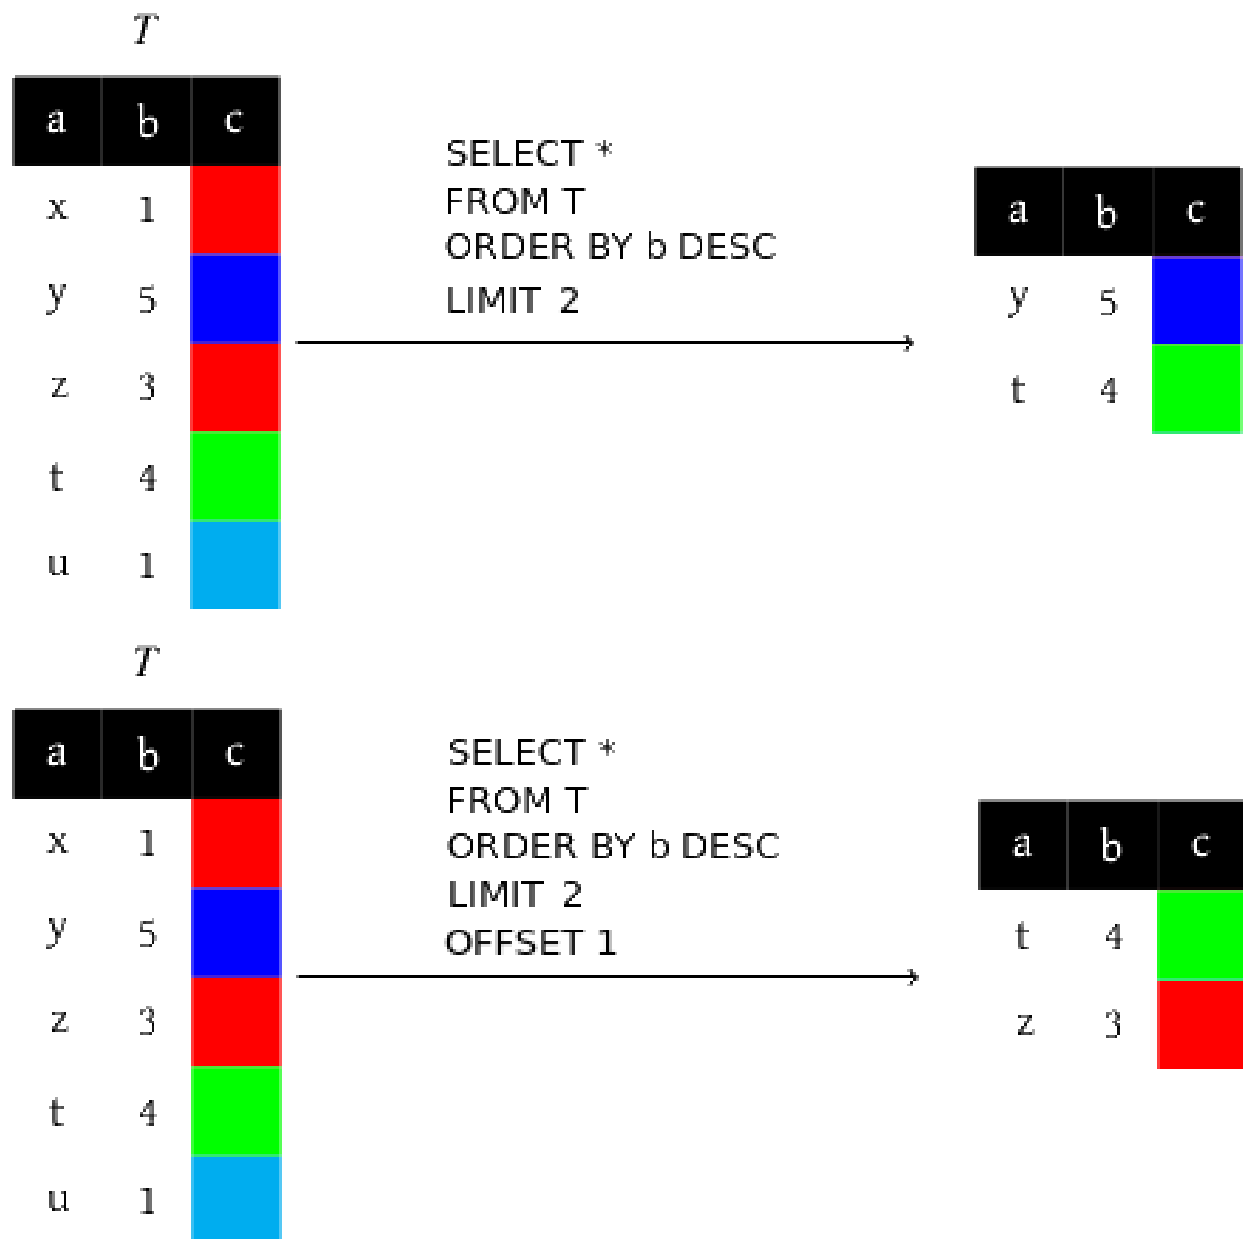 T
a b c
x 1
y 5
z 3
t 4
u 1
SELECT *
FROM T
ORDER BY b DESC
LIMIT 2
a b c
y 5
t 4
T
a b c
x 1
y 5
z 3
t 4
u 1
SELECT *
FROM T
ORDER BY b DESC
LIMIT 2
OFFSET 1
a b c
t 4
z 3